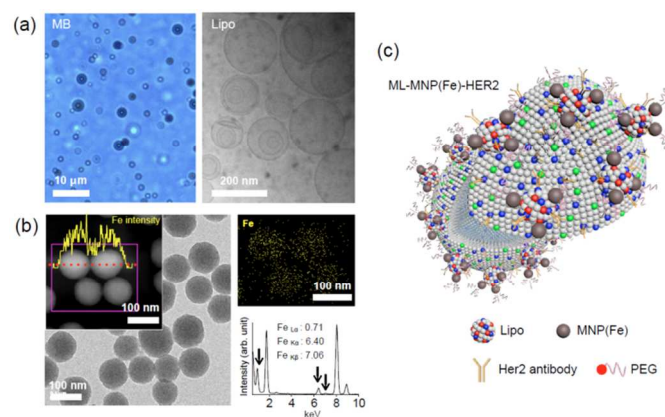 (a)
MB
10 μm
Lipo
200 nm
(b)
Fe intensity
100 nm
100 nm
Fe
100 nm
Intensity (arb. unit)
Fe Lα : 0.71
Fe Kα : 6.40
Fe Kβ : 7.06
2 4 6 8 10
keV
(c)
ML-MNP(Fe)-HER2
Lipo
MNP(Fe)
Her2 antibody
PEG